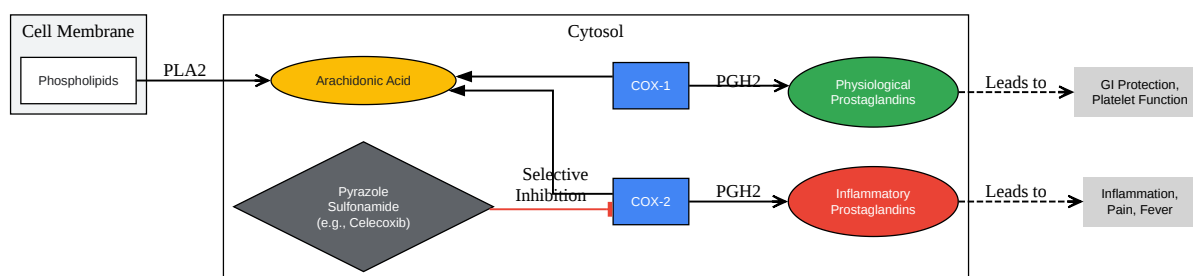 Cell Membrane
Phospholipids
PLA2
Cytosol
Arachidonic Acid
COX-1
PGH2
Physiological
Prostaglandins
Leads to
GI Protection,
Platelet Function
Pyrazole
Sulfonamide
(e.g., Celecoxib)
Selective
Inhibition
COX-2
PGH2
Inflammatory
Prostaglandins
Leads to
Inflammation,
Pain, Fever